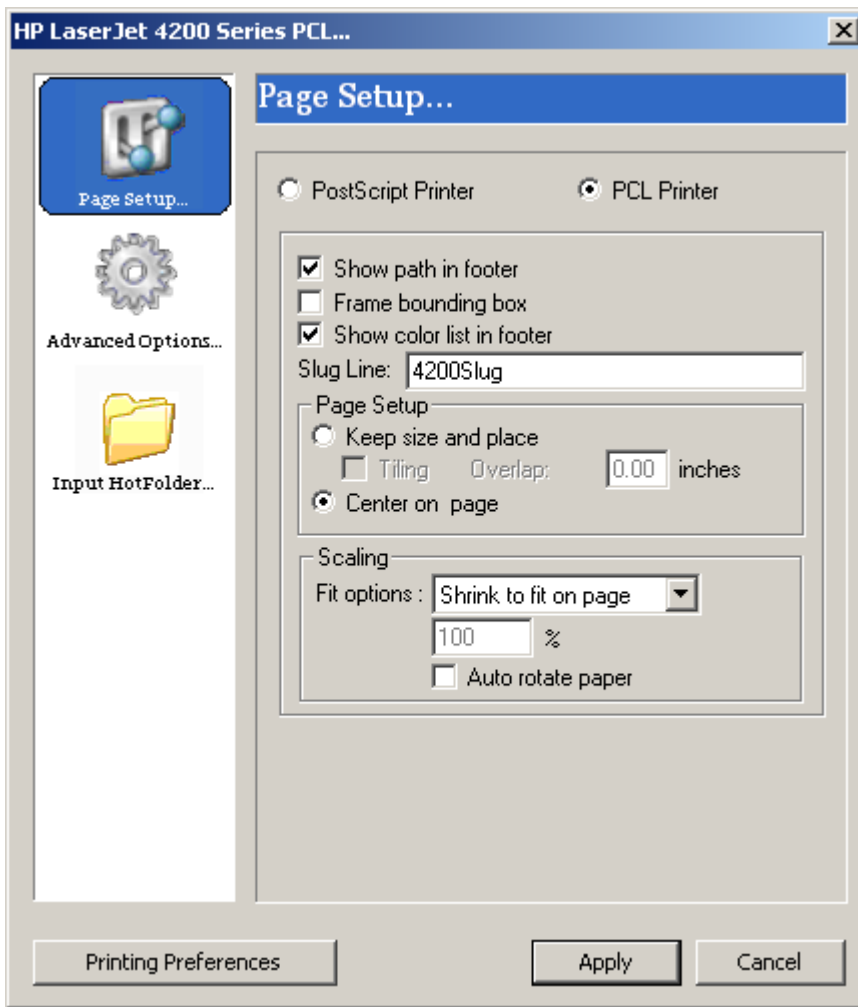 HP LaserJet 4200 Series PCL...
Page Setup...
Advanced Options...
Input HotFolder...
Page Setup...
PostScript Printer PCL Printer
Show path in footer
Frame bounding box
Show color list in footer
Slug Line: 4200Slug
Page Setup
Keep size and place
Tiling Overlap: 0.00 inches
Center on page
Scaling
Fit options : Shrink to fit on page
100 %
Auto rotate paper
Printing Preferences Apply Cancel